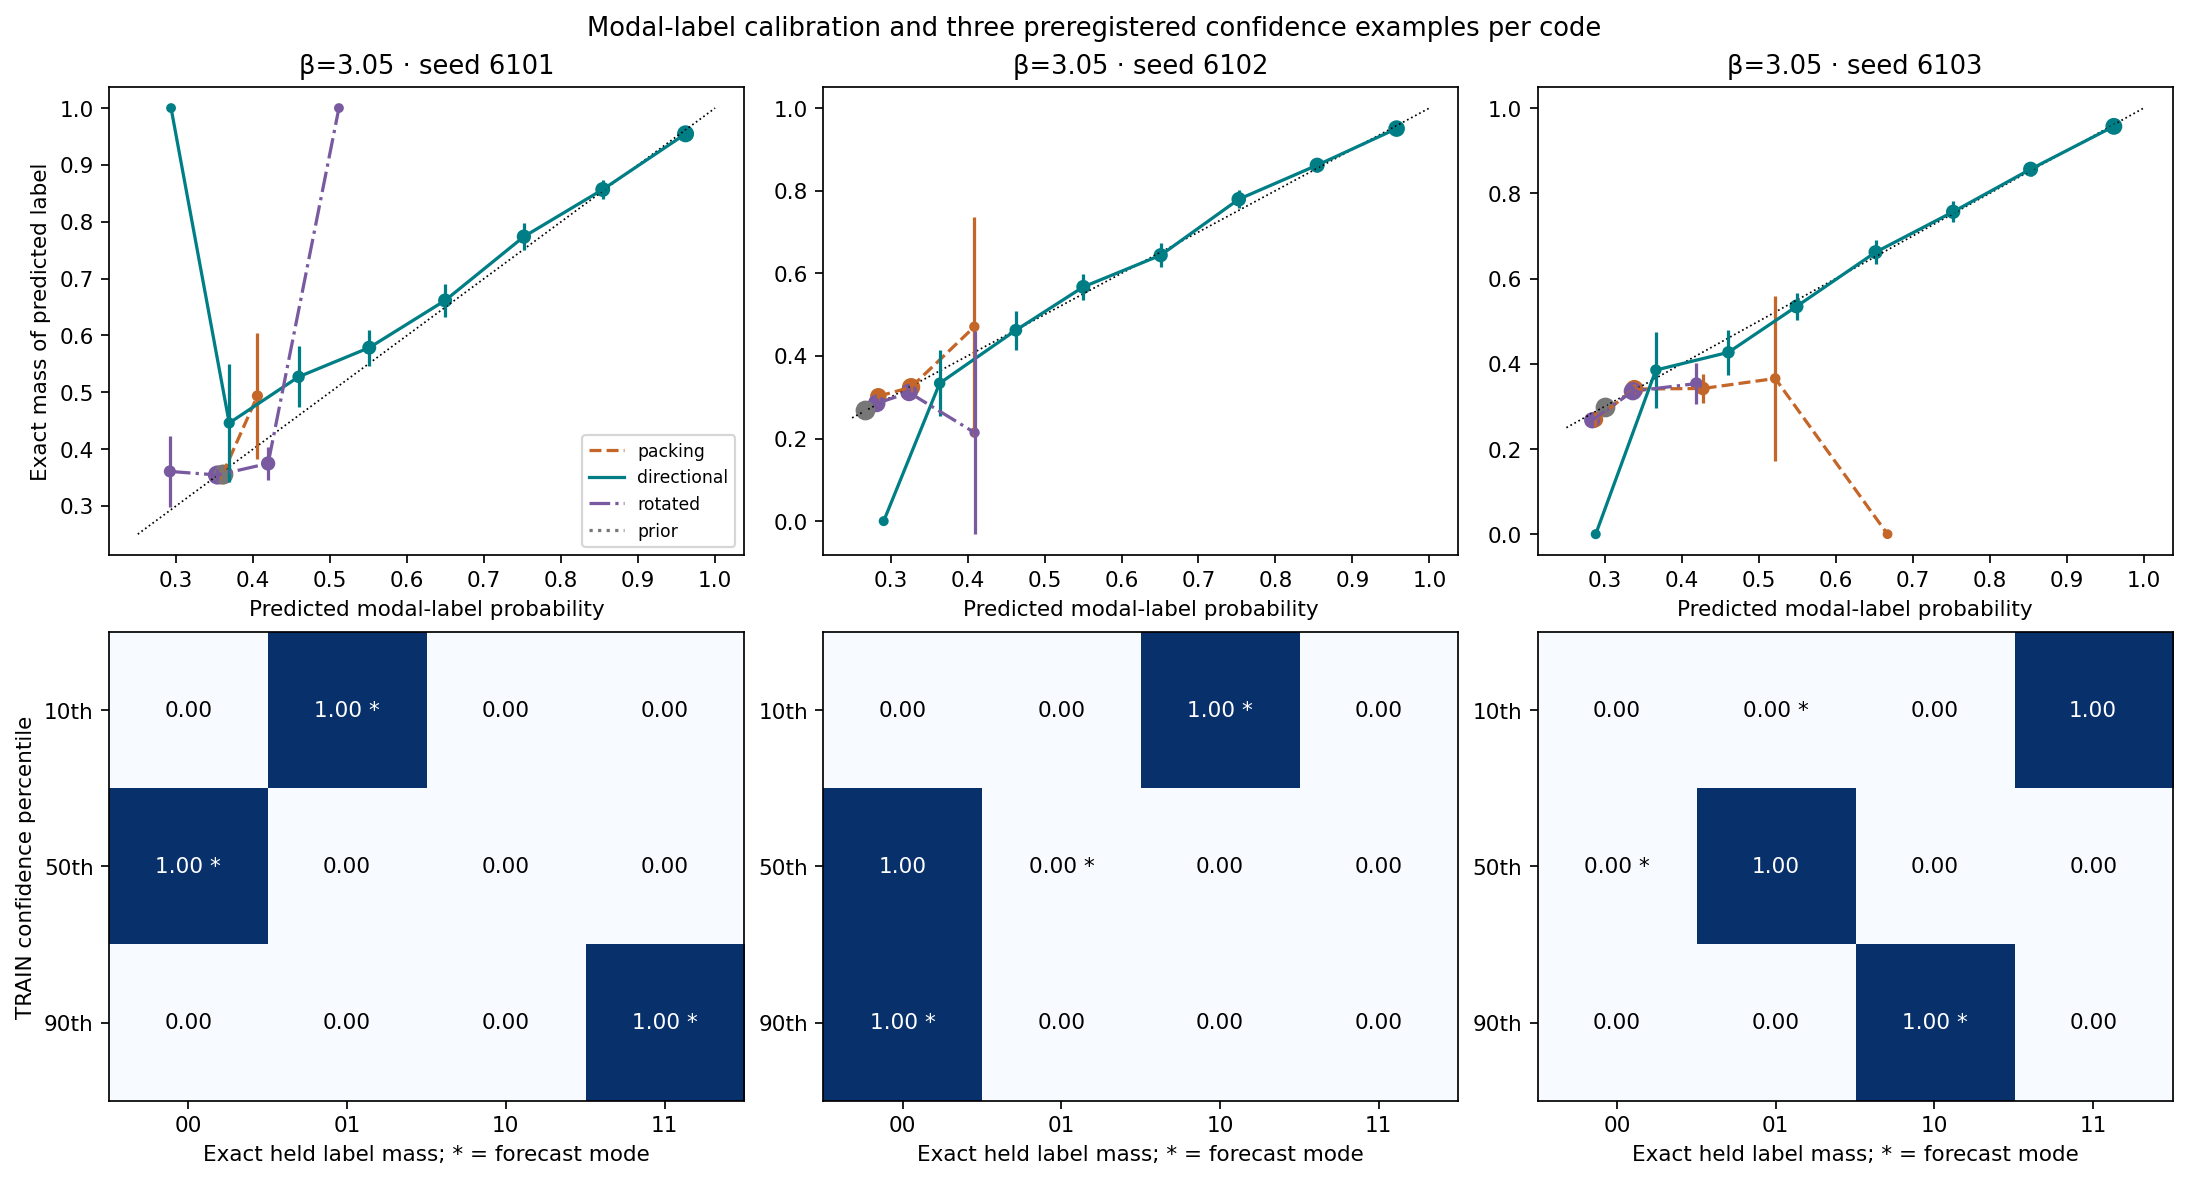 Modal-label calibration and three preregistered confidence examples per code
β=3.05 · seed 6101
β=3.05 · seed 6102
β=3.05 · seed 6103
Exact mass of predicted label
1.0
0.9
0.8
0.7
0.6
0.5
0.4
0.3
packing
directional
rotated
prior
0.3 0.4 0.5 0.6 0.7 0.8 0.9 1.0
Predicted modal-label probability
1.0
0.8
0.6
0.4
0.2
0.0
0.3 0.4 0.5 0.6 0.7 0.8 0.9 1.0
Predicted modal-label probability
1.0
0.8
0.6
0.4
0.2
0.0
0.3 0.4 0.5 0.6 0.7 0.8 0.9 1.0
Predicted modal-label probability
TRAIN confidence percentile
10th 0.00 1.00 * 0.00 0.00
50th 1.00 * 0.00 0.00 0.00
90th 0.00 0.00 0.00 1.00 *
00 01 10 11
Exact held label mass; * = forecast mode
10th 0.00 0.00 1.00 * 0.00
50th 1.00 0.00 * 0.00 0.00
90th 1.00 * 0.00 0.00 0.00
00 01 10 11
Exact held label mass; * = forecast mode
10th 0.00 0.00 * 0.00 1.00
50th 0.00 * 1.00 0.00 0.00
90th 0.00 0.00 1.00 * 0.00
00 01 10 11
Exact held label mass; * = forecast mode